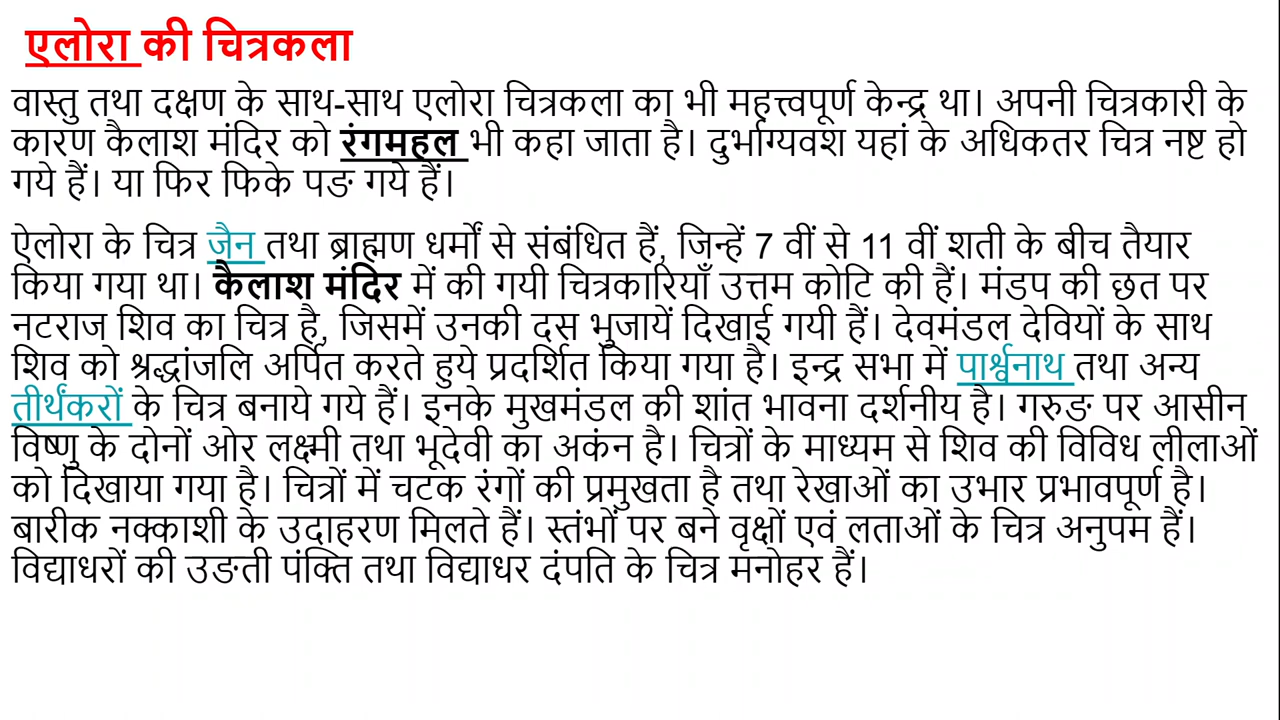 एलोरा की चित्रकला
वास्तु तथा दक्षण के साथ-साथ एलोरा चित्रकला का भी महत्त्वपूर्ण केन्द्र था। अपनी चित्रकारी के
कारण कैलाश मंदिर को रंगमहल भी कहा जाता है। दुर्भाग्यवश यहां के अधिकतर चित्र नष्ट हो
गये हैं। या फिर फिके पङ गये हैं।
ऐलोरा के चित्र जैन तथा ब्राह्मण धर्मों से संबंधित हैं, जिन्हें 7 वीं से 11 वीं शती के बीच तैयार
किया गया था। कैलाश मंदिर में की गयी चित्रकारियाँ उत्तम कोटि की हैं। मंडप की छत पर
नटराज शिव का चित्र है, जिसमें उनकी दस भुजायें दिखाई गयी हैं। देवमंडल देवियों के साथ
शिव को श्रद्धांजलि अर्पित करते हुये प्रदर्शित किया गया है। इन्द्र सभा में पार्श्वनाथ तथा अन्य
तीर्थंकरों के चित्र बनाये गये हैं। इनके मुखमंडल की शांत भावना दर्शनीय है। गरुङ पर आसीन
विष्णु के दोनों ओर लक्ष्मी तथा भूदेवी का अकंन है। चित्रों के माध्यम से शिव की विविध लीलाओं
को दिखाया गया है। चित्रों में चटक रंगों की प्रमुखता है तथा रेखाओं का उभार प्रभावपूर्ण है।
बारीक नक्काशी के उदाहरण मिलते हैं। स्तंभों पर बने वृक्षों एवं लताओं के चित्र अनुपम हैं।
विद्याधरों की उङती पंक्ति तथा विद्याधर दंपति के चित्र मनोहर हैं।